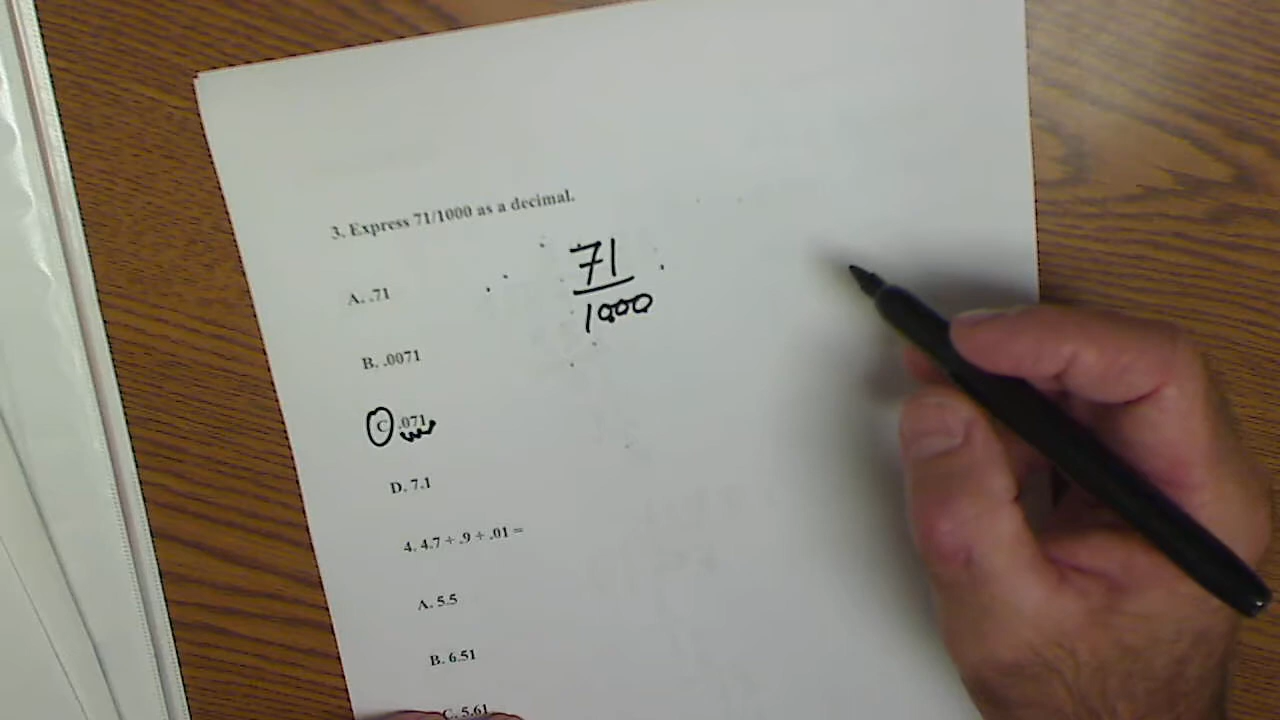 3. Express 71/1000 as a decimal.
71
1000
A. .71
B. .0071
C .071
D. 7.1
4. 4.7 + .9 + .01 =
A. 5.5
B. 6.51
C. 5.61